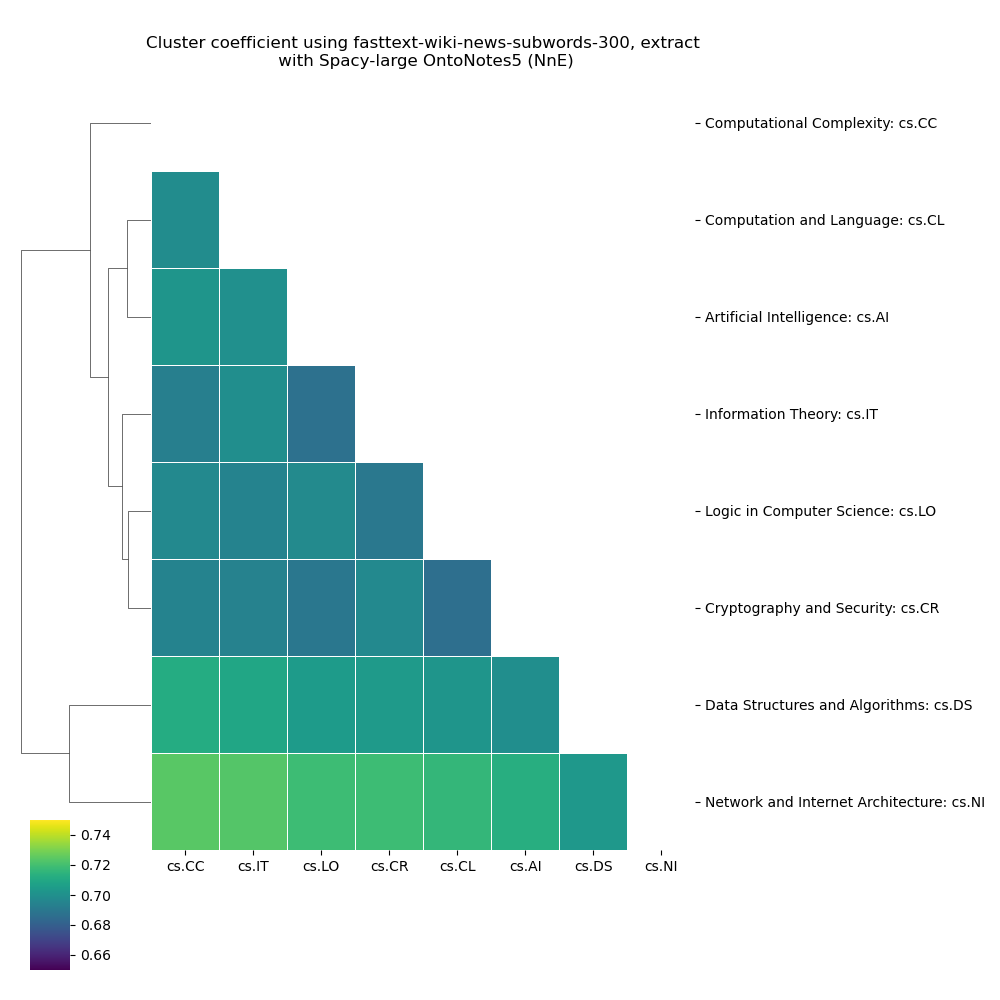 Cluster coefficient using fasttext-wiki-news-subwords-300, extract
with Spacy-large OntoNotes5 (NnE)
Computational Complexity: cs.CC
Computation and Language: cs.CL
Artificial Intelligence: cs.AI
Information Theory: cs.IT
Logic in Computer Science: cs.LO
Cryptography and Security: cs.CR
Data Structures and Algorithms: cs.DS
Network and Internet Architecture: cs.NI
0.74
0.72
0.70
0.68
0.66
cs.CC cs.IT cs.LO cs.CR cs.CL cs.AI cs.DS cs.NI